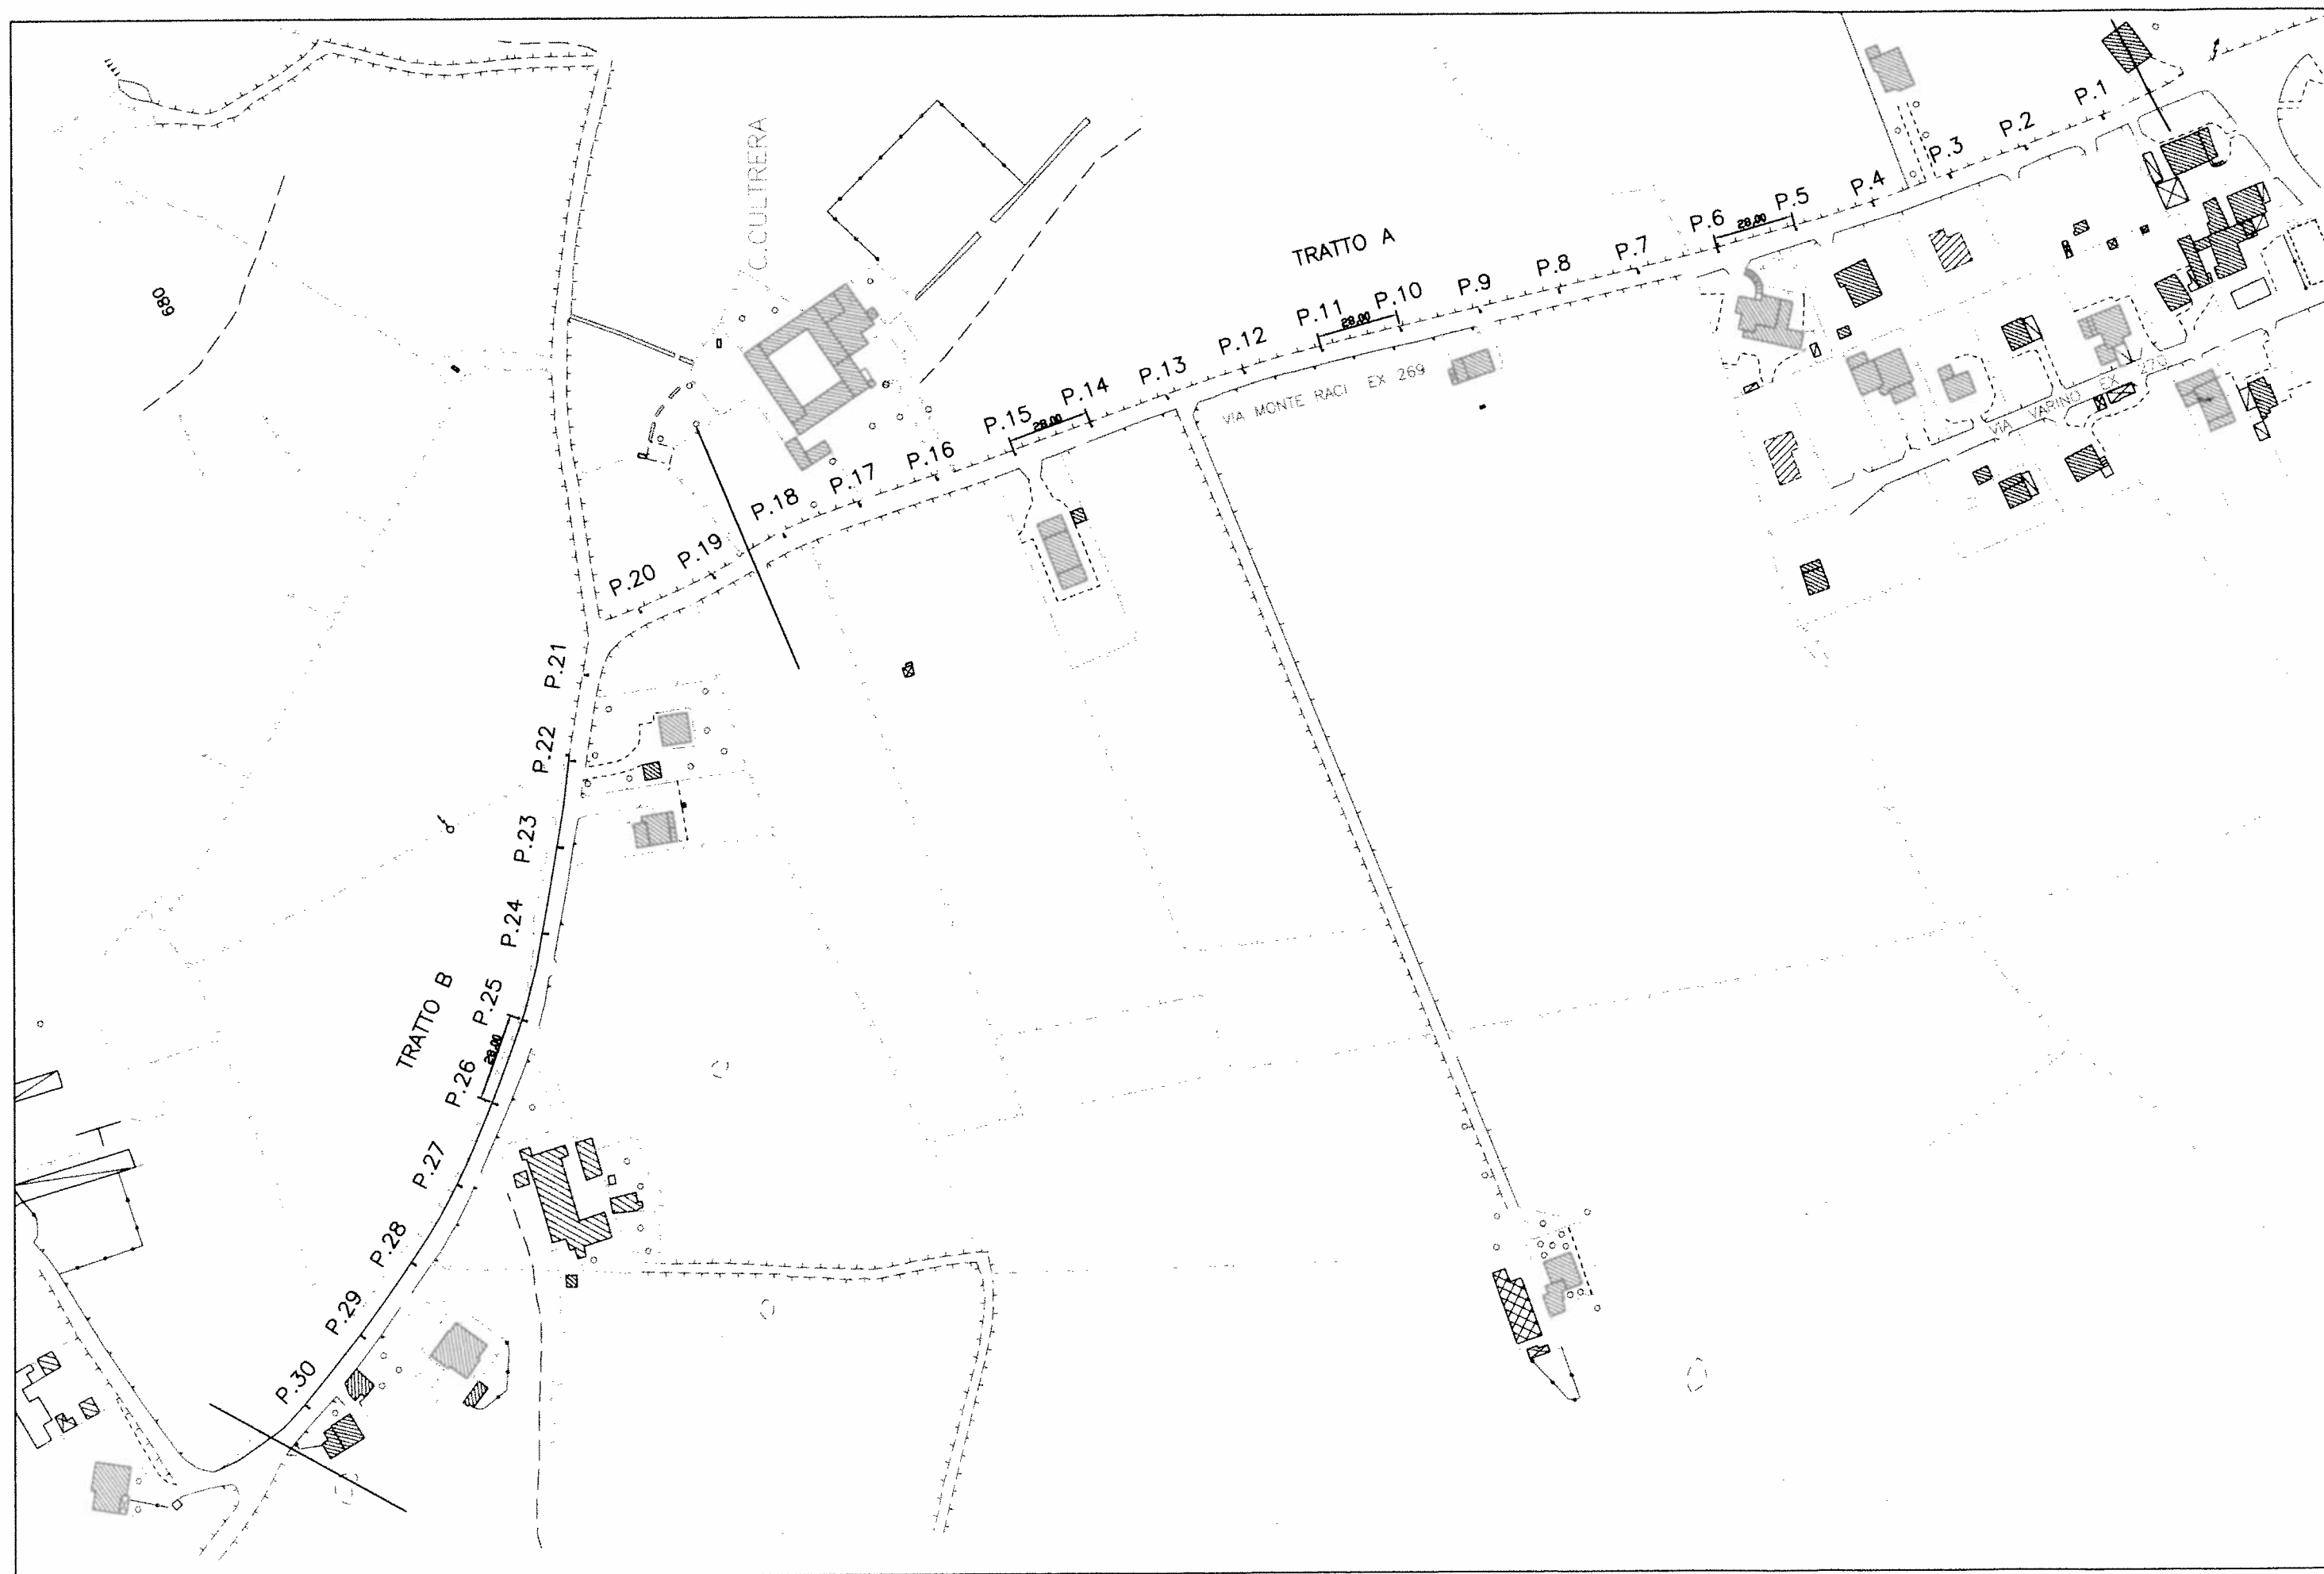 P.1
P.2
P.3
P.4
P.5
28,00
P.6
P.7
P.8
P.9
P.10
28,00
P.11
P.12
P.13
P.14
28,00
P.15
P.16
P.17
P.18
P.19
P.20
P.21
P.22
P.23
P.24
P.25
28,00
P.26
P.27
P.28
P.29
P.30
TRATTO A
TRATTO B
C.CULTRERA
VIA MONTE RACI EX 269
VIA VARINO EX 270
089